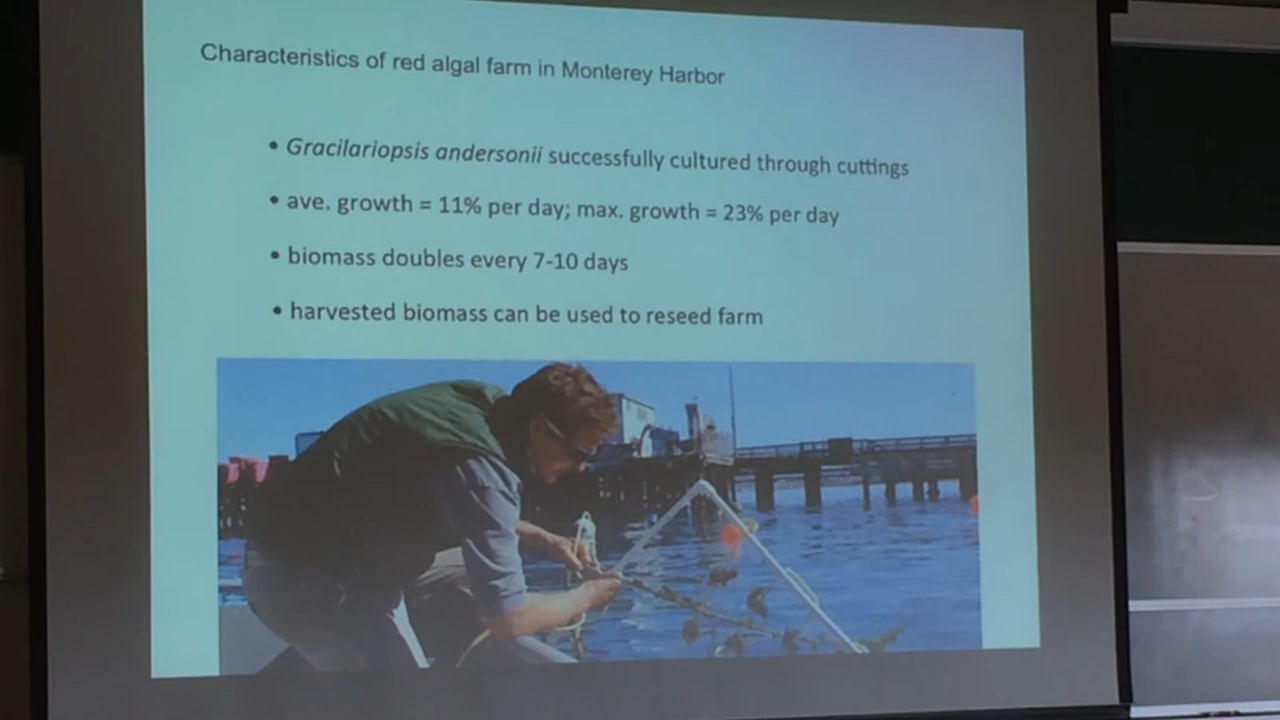 Characteristics of red algal farm in Monterey Harbor
• Gracilariopsis andersonii successfully cultured through cuttings
• ave. growth = 11% per day; max. growth = 23% per day
• biomass doubles every 7-10 days
• harvested biomass can be used to reseed farm